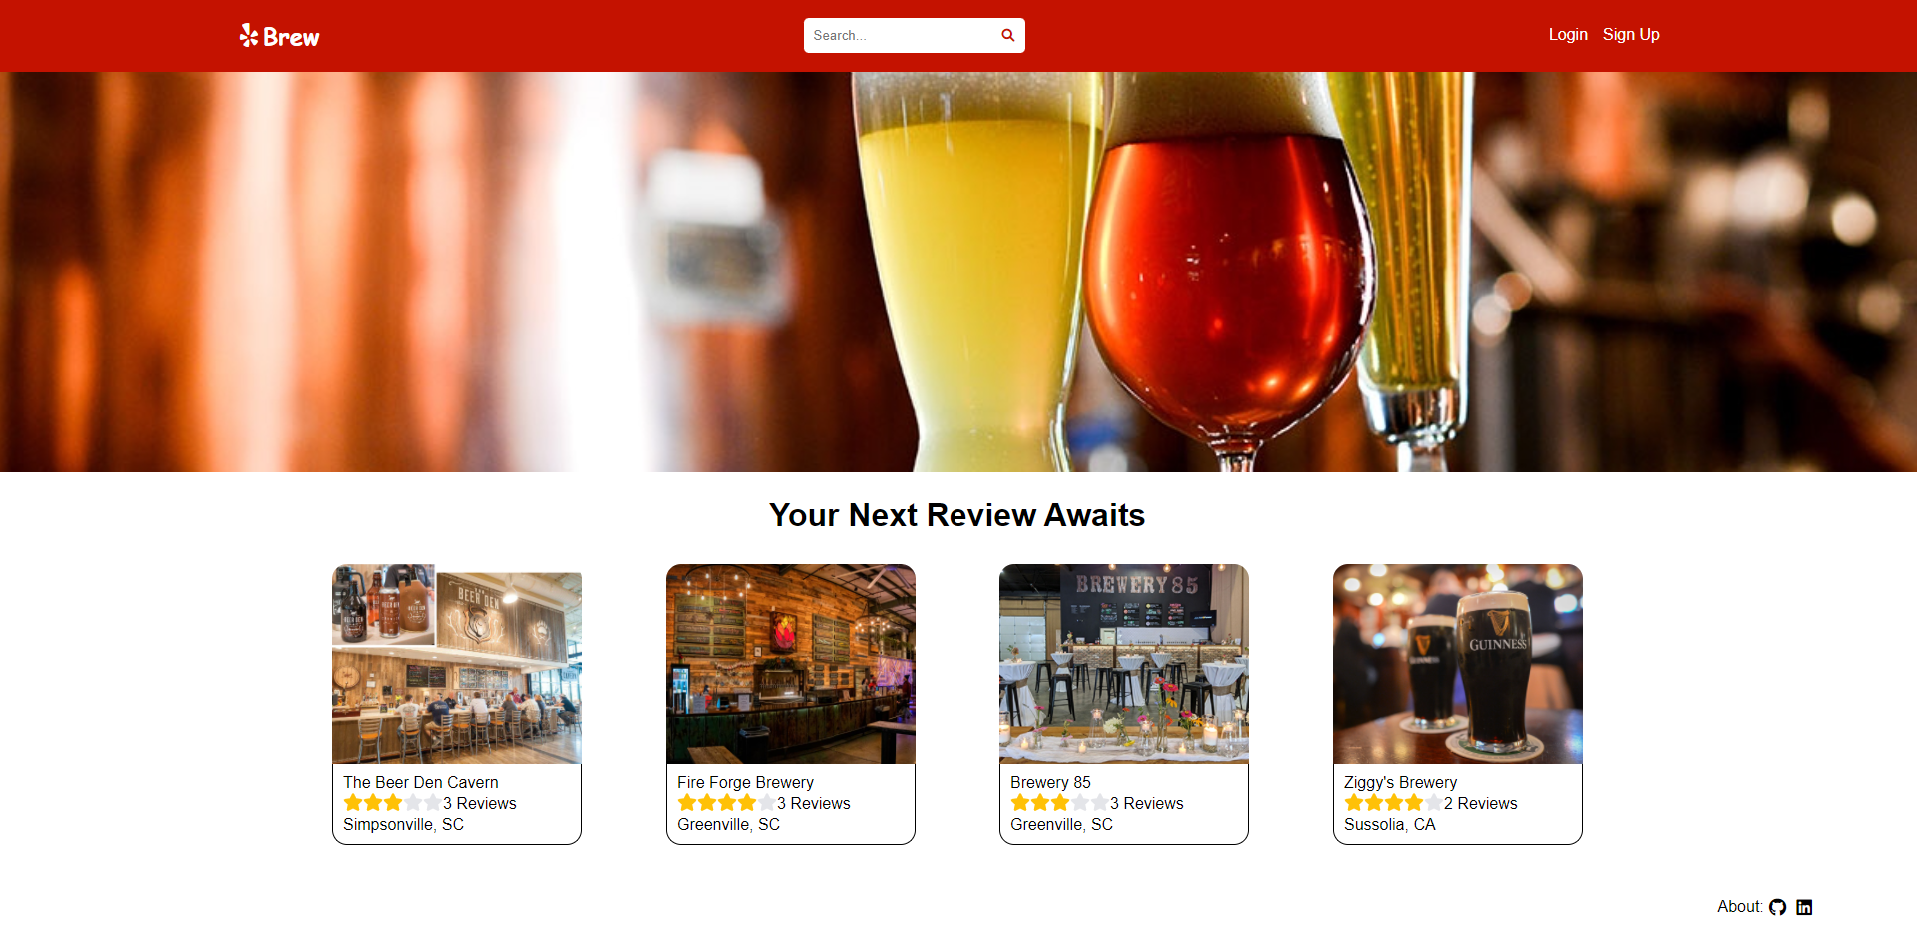 Brew
Search...
Login
Sign Up
Your Next Review Awaits
BEER DEN
BREWERY 85
GUINNESS
GUINNESS
The Beer Den Cavern
3 Reviews
Simpsonville, SC
Fire Forge Brewery
3 Reviews
Greenville, SC
Brewery 85
3 Reviews
Greenville, SC
Ziggy's Brewery
2 Reviews
Sussolia, CA
About: